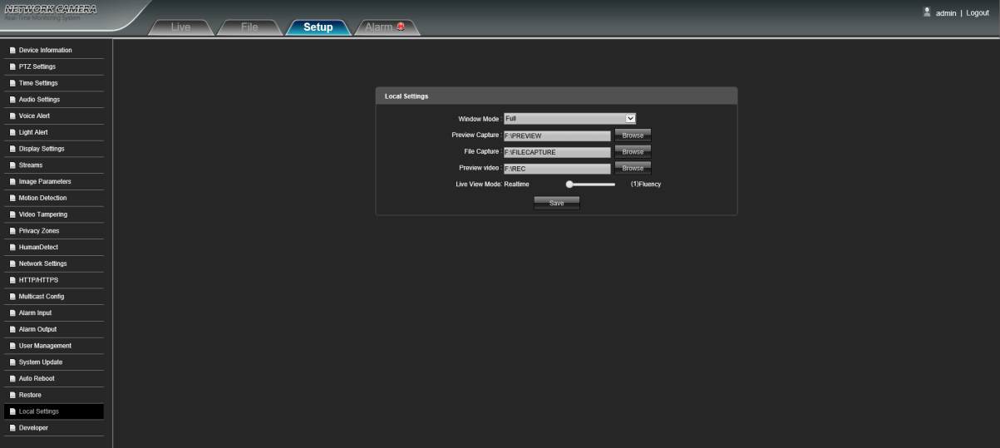 NETWORK CAMERA
Real-Time Monitoring System
Live
File
Setup
Alarm
admin | Logout
Device Information
PTZ Settings
Time Settings
Audio Settings
Voice Alert
Light Alert
Display Settings
Streams
Image Parameters
Motion Detection
Video Tampering
Privacy Zones
HumanDetect
Network Settings
HTTP/HTTPS
Multicast Config
Alarm Input
Alarm Output
User Management
System Update
Auto Reboot
Restore
Local Settings
Developer
Local Settings
Window Mode : Full
Preview Capture : F:\PREVIEW Browse
File Capture : F:\FILECAPTURE Browse
Preview video : F:\REC Browse
Live View Mode: Realtime (1)Fluency
Save